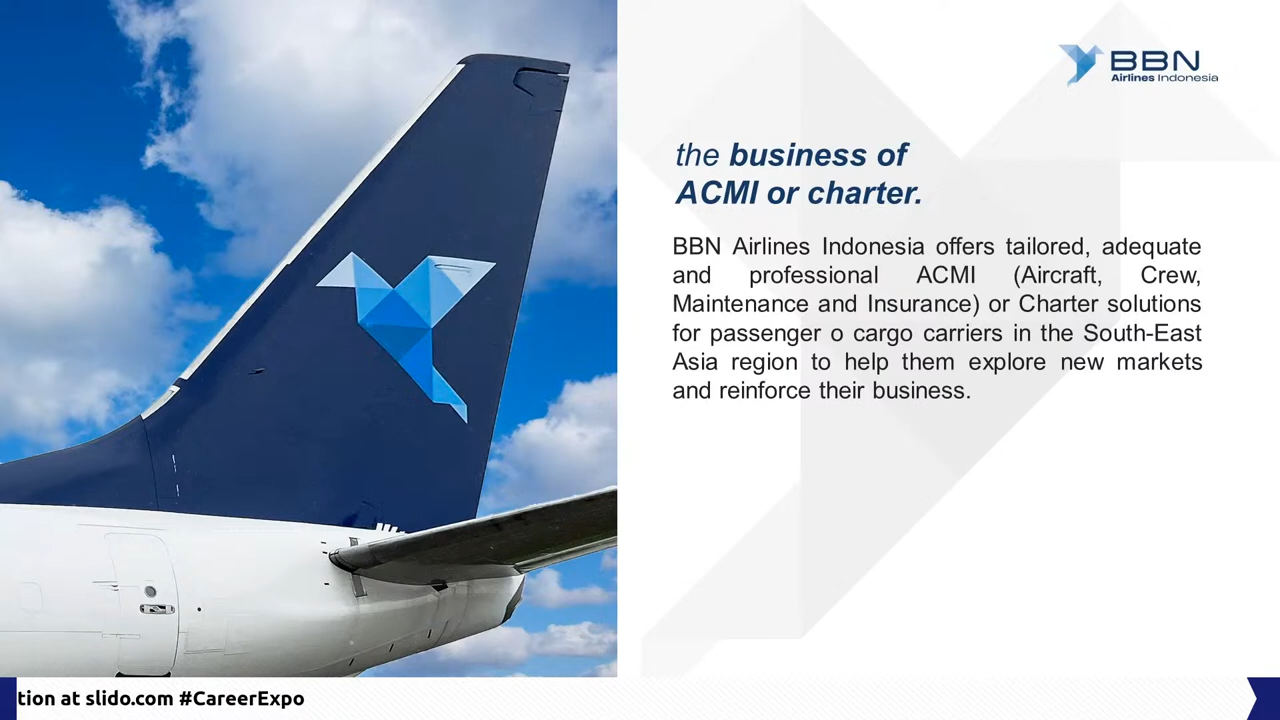 BBN
Airlines Indonesia
the business of
ACMI or charter.
BBN Airlines Indonesia offers tailored, adequate
and professional ACMI (Aircraft, Crew,
Maintenance and Insurance) or Charter solutions
for passenger o cargo carriers in the South-East
Asia region to help them explore new markets
and reinforce their business.
tion at slido.com #CareerExpo